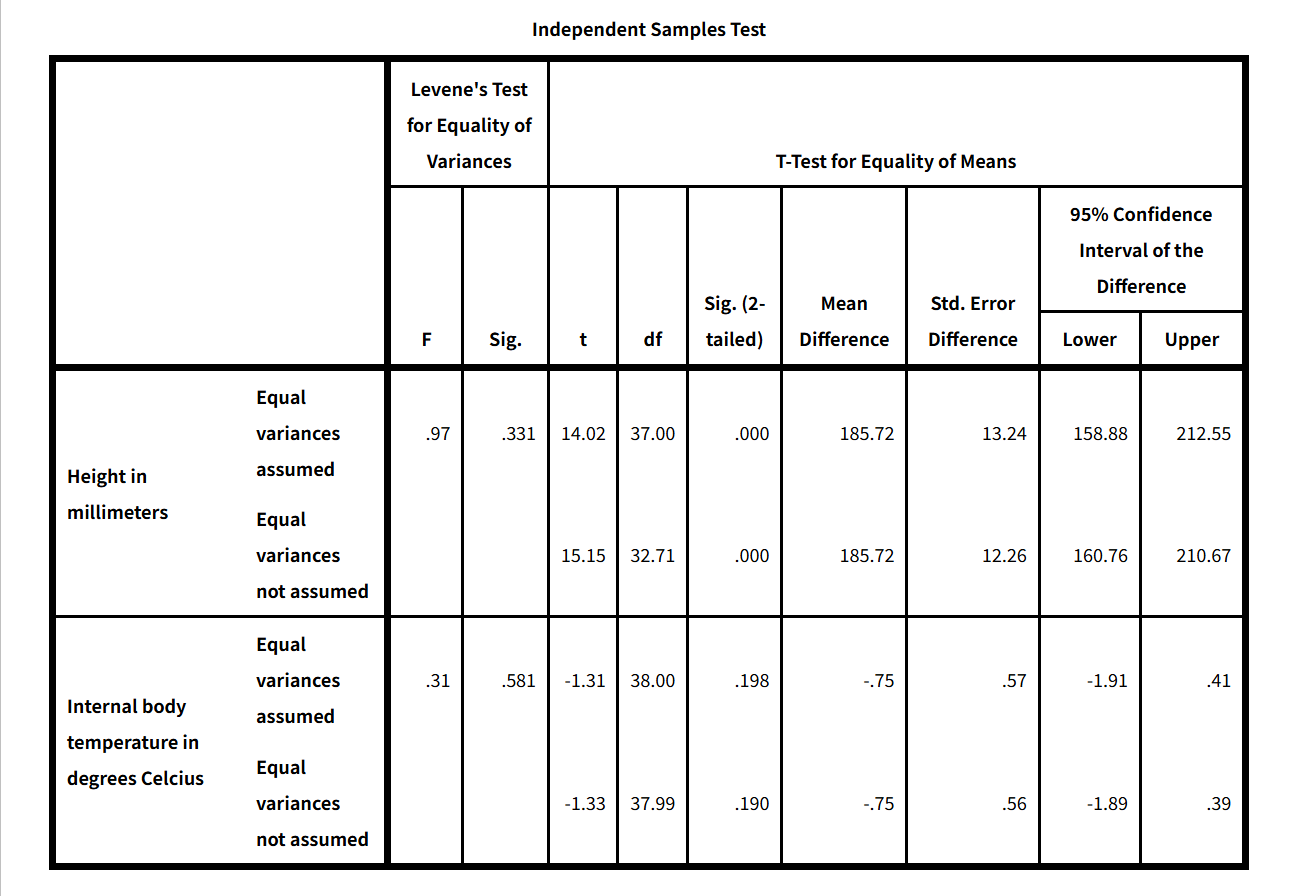 Independent Samples Test
Levene's Test
for Equality of
Variances
T-Test for Equality of Means
F
Sig.
t
df
Sig. (2-
tailed)
Mean
Difference
Std. Error
Difference
95% Confidence
Interval of the
Difference
Lower
Upper
Height in
millimeters
Equal
variances
assumed
.97 .331 14.02 37.00 .000 185.72 13.24 158.88 212.55
Equal
variances
not assumed
15.15 32.71 .000 185.72 12.26 160.76 210.67
Internal body
temperature in
degrees Celcius
Equal
variances
assumed
.31 .581 -1.31 38.00 .198 -.75 .57 -1.91 .41
Equal
variances
not assumed
-1.33 37.99 .190 -.75 .56 -1.89 .39